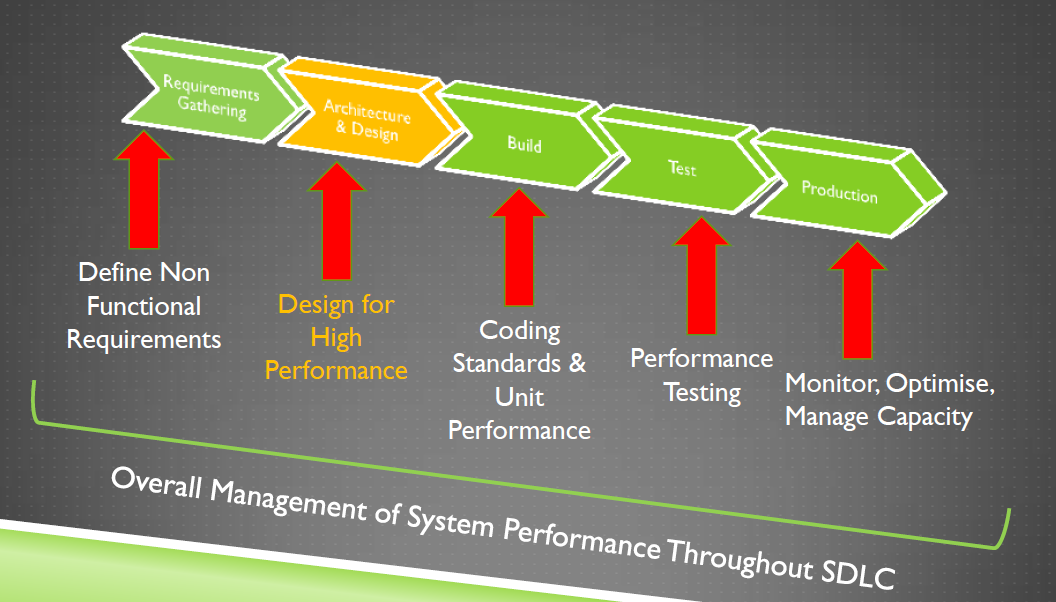 Requirements
Gathering
Architecture
& Design
Build
Test
Production
Define Non
Functional
Requirements
Design for
High
Performance
Coding
Standards &
Unit
Performance
Performance
Testing
Monitor, Optimise,
Manage Capacity
Overall Management of System Performance Throughout SDLC